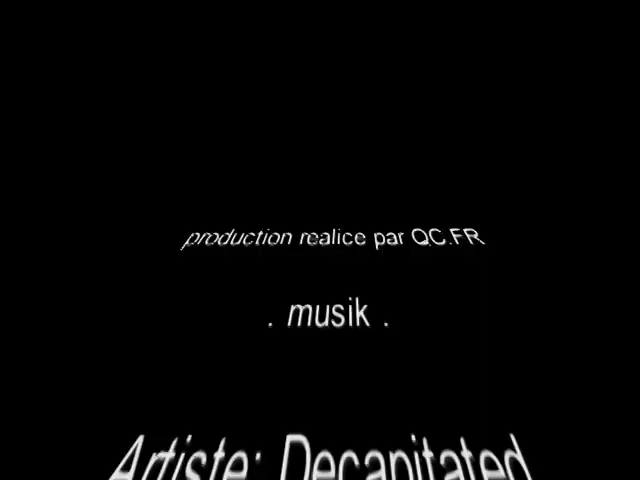 production realice par QC.FR
. musik .
Artiste: Decapitated